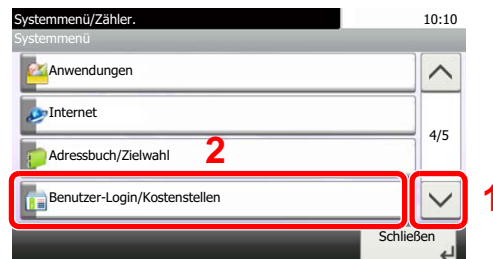 Systemmenü/Zähler. 10:10
Systemmenü
Anwendungen
Internet
4/5
Adressbuch/Zielwahl
2
Benutzer-Login/Kostenstellen
1
Schließen